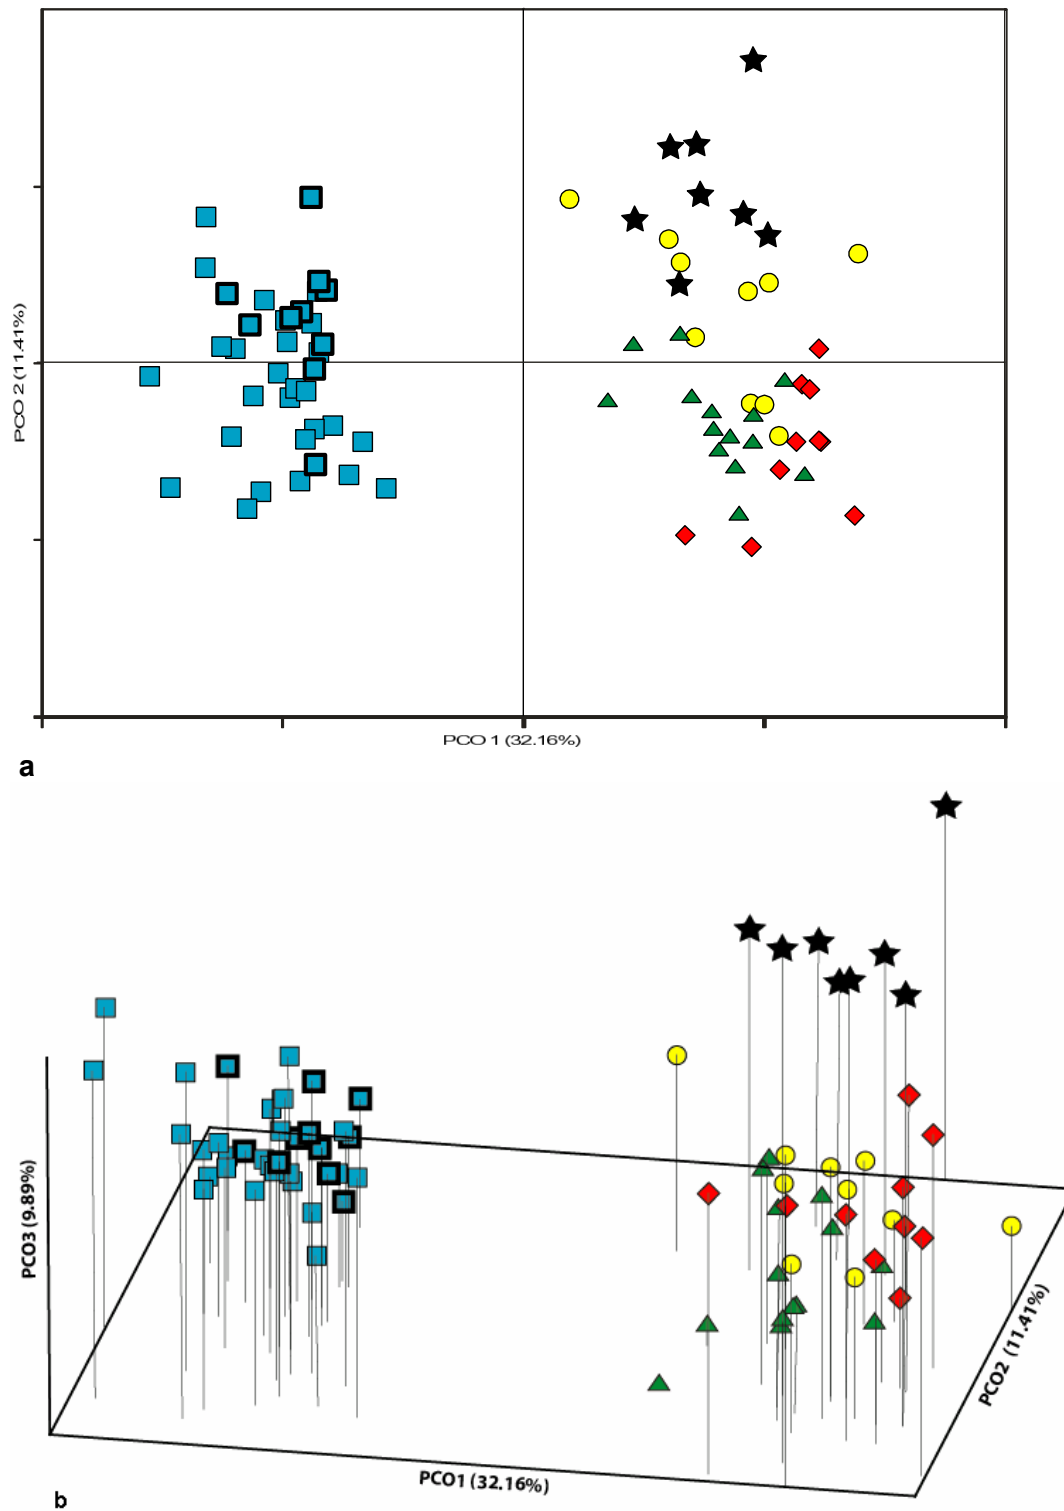 PCO 2 (11.41%)
PCO 1 (32.16%)
a
PCO3 (9.89%)
PCO2 (11.41%)
PCO1 (32.16%)
b